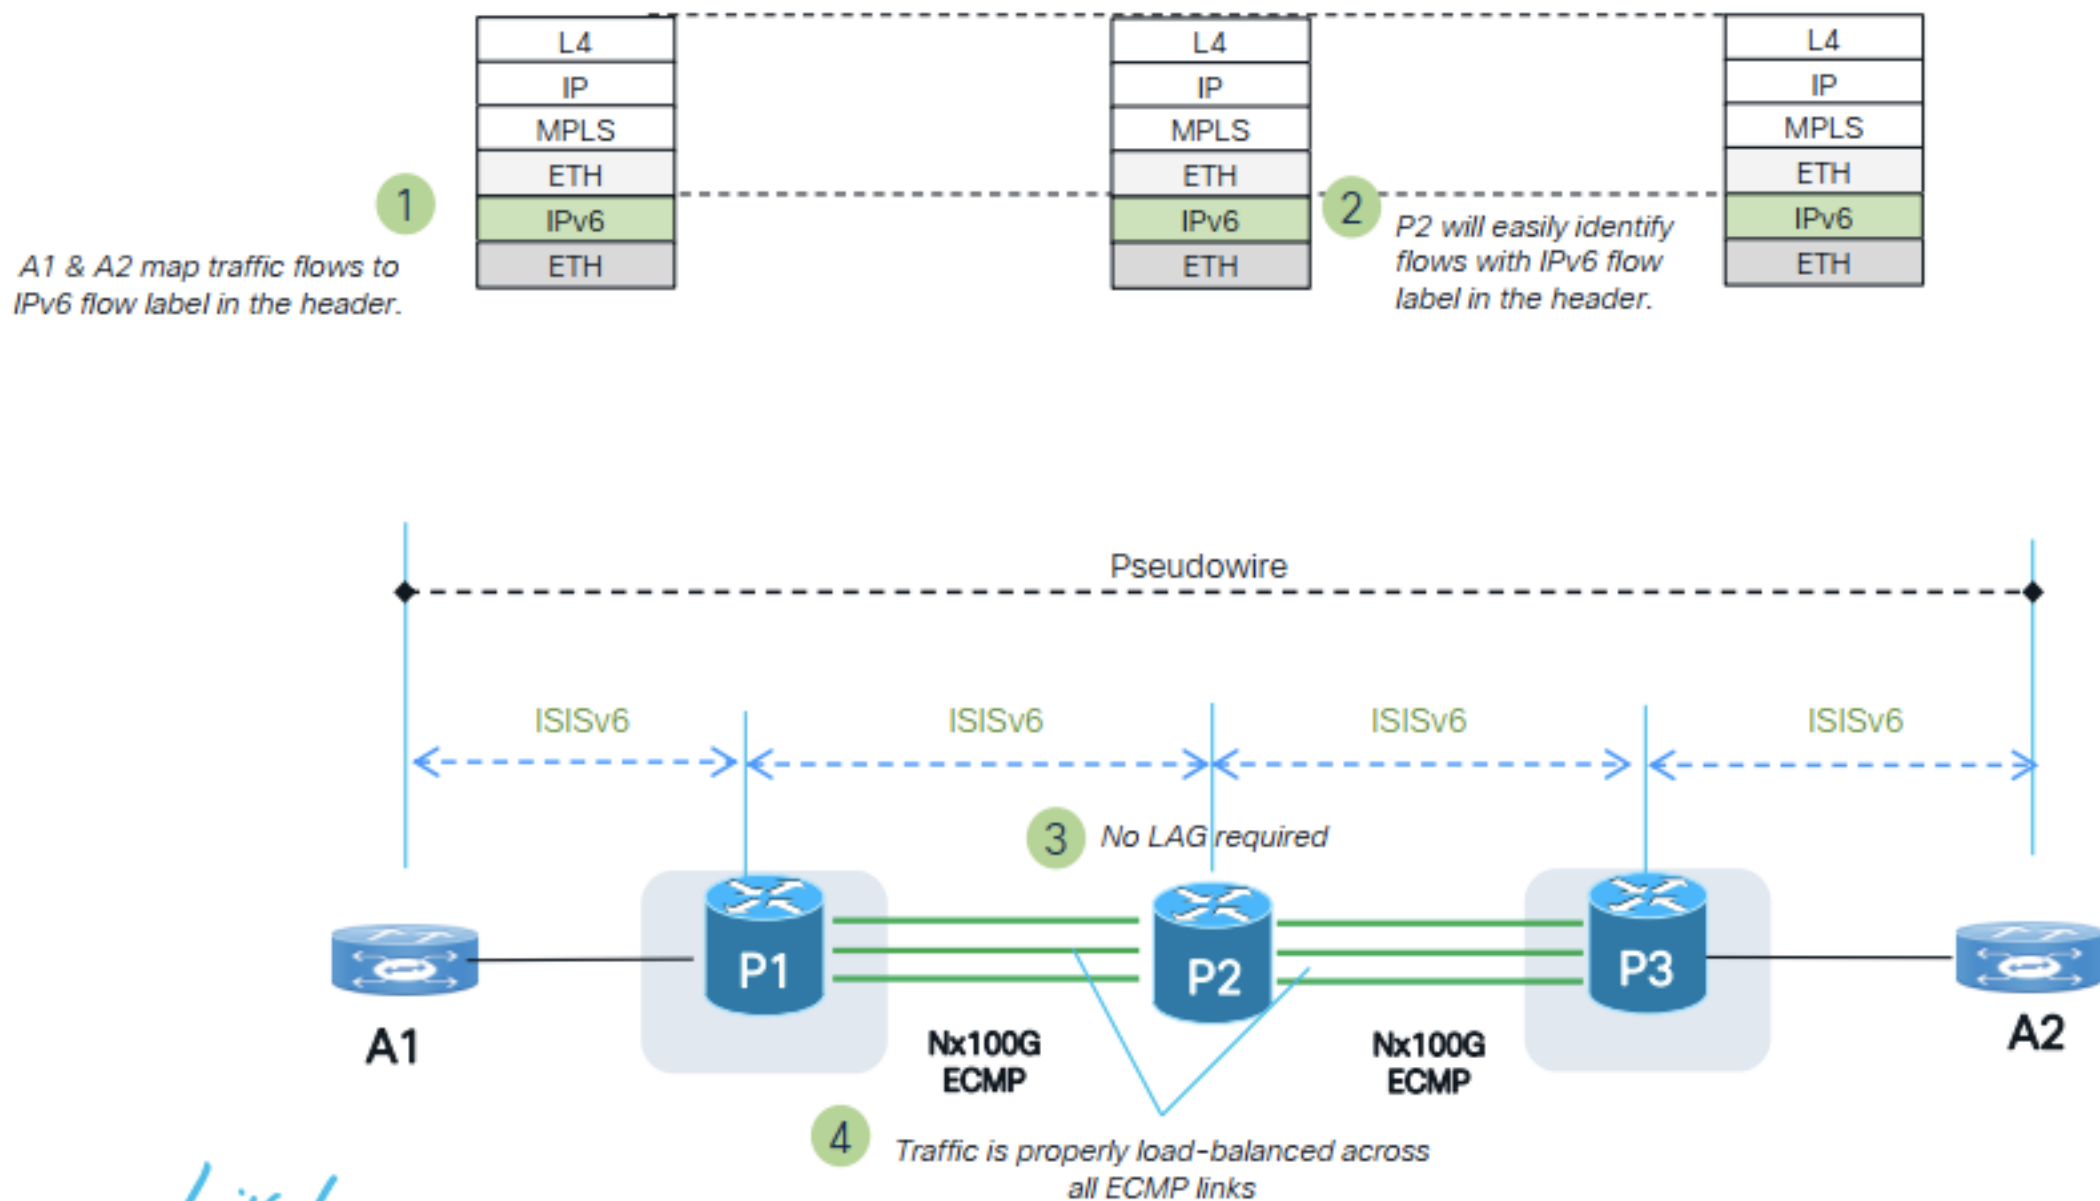 L4
IP
MPLS
ETH
IPv6
ETH
L4
IP
MPLS
ETH
IPv6
ETH
L4
IP
MPLS
ETH
IPv6
ETH
1
A1 & A2 map traffic flows to
IPv6 flow label in the header.
2
P2 will easily identify
flows with IPv6 flow
label in the header.
Pseudowire
ISISv6
ISISv6
ISISv6
ISISv6
3
No LAG required
P1
P2
P3
A1
A2
Nx100G
ECMP
Nx100G
ECMP
4
Traffic is properly load-balanced across
all ECMP links